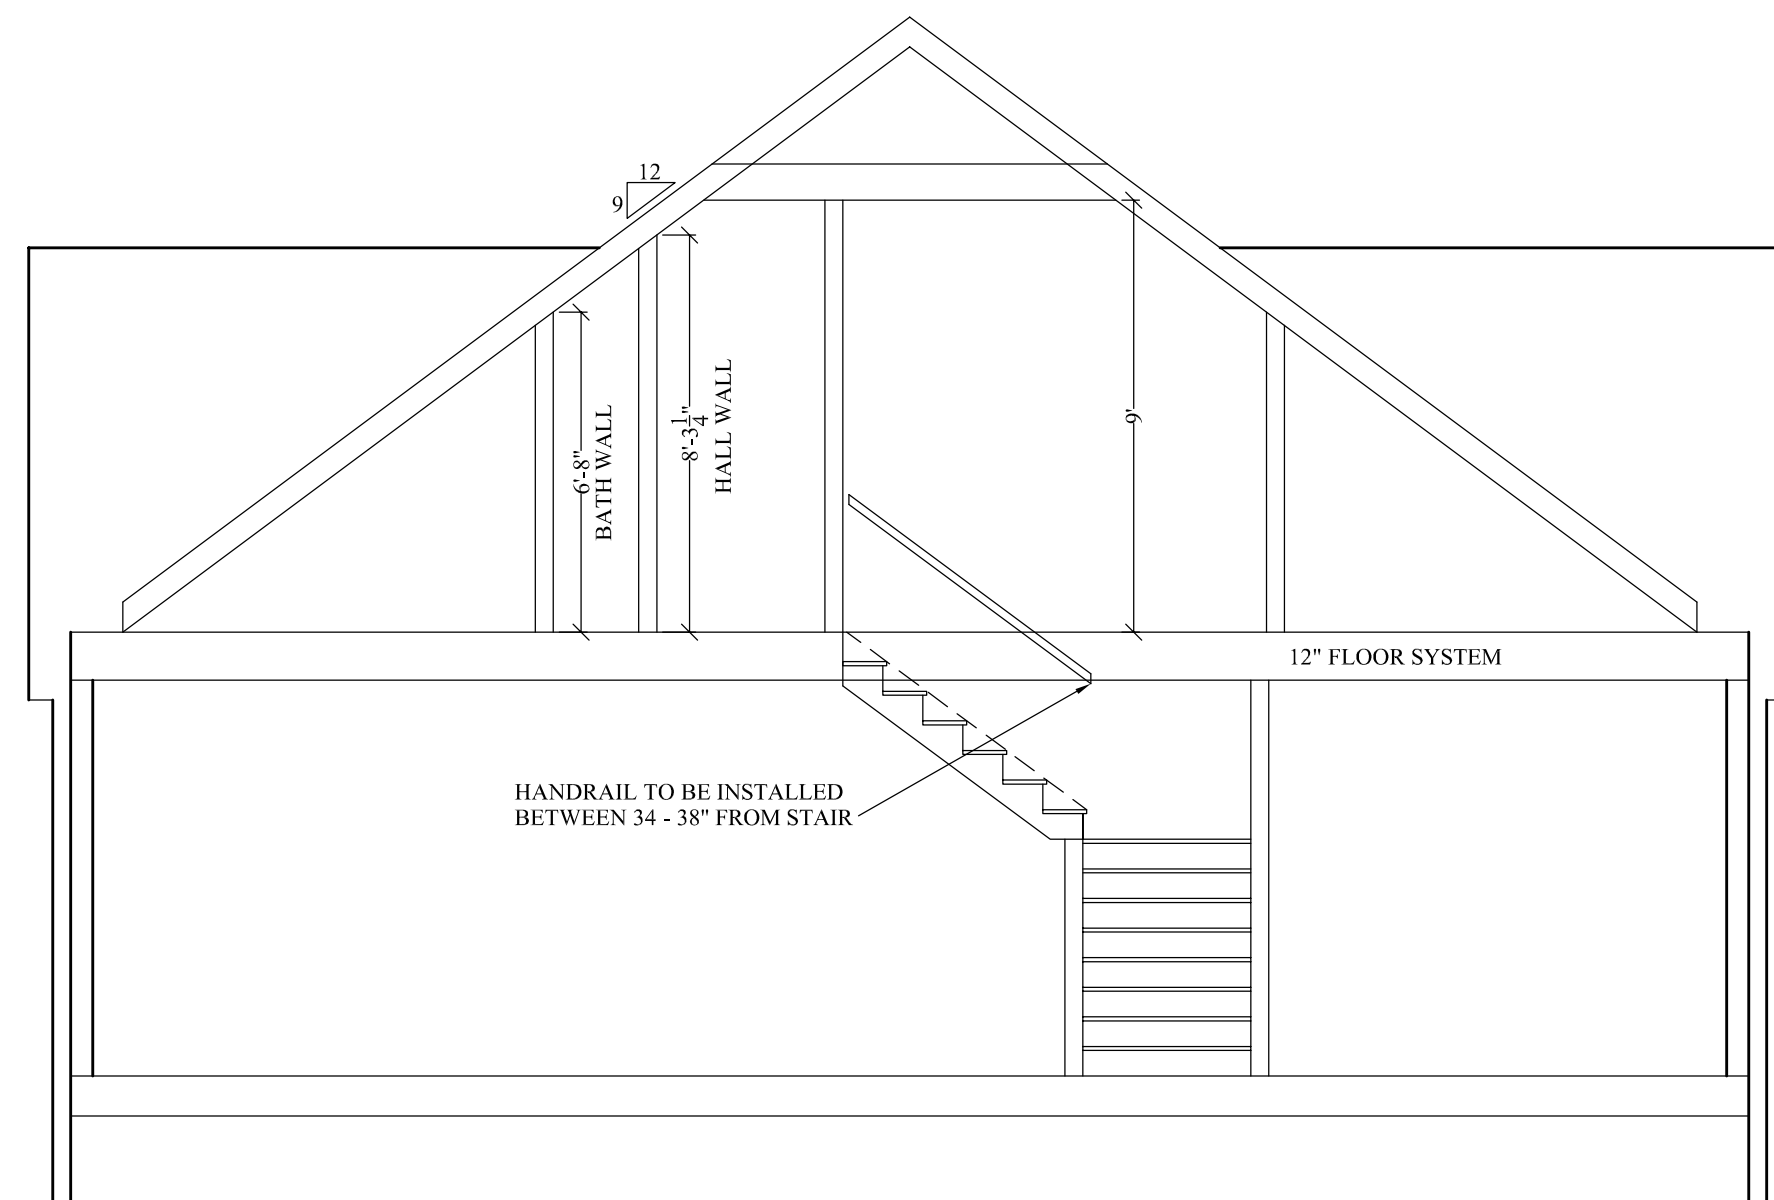 12
9
6'-8"
BATH WALL
8'-3 1/4"
HALL WALL
9'
12" FLOOR SYSTEM
HANDRAIL TO BE INSTALLED
BETWEEN 34 - 38" FROM STAIR